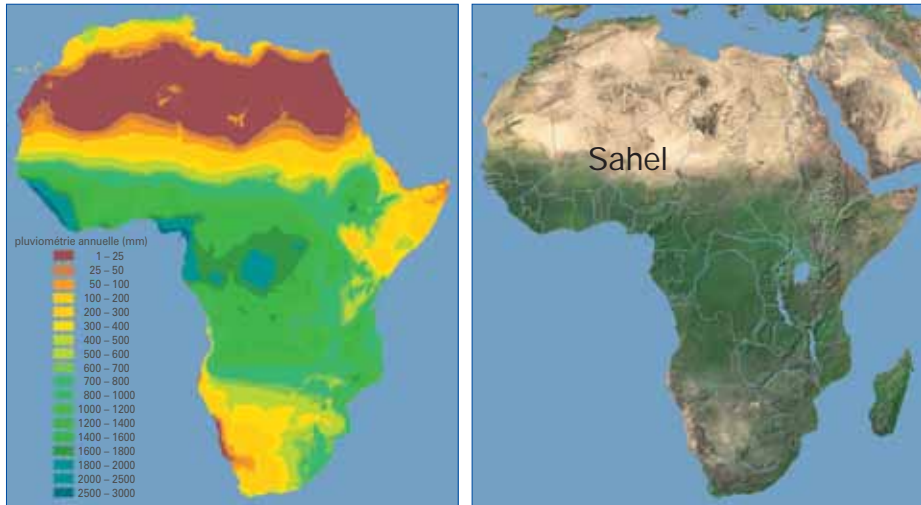 Sahel
pluviométrie annuelle (mm)
1 – 25
25 – 50
50 – 100
100 – 200
200 – 300
300 – 400
400 – 500
500 – 600
600 – 700
700 – 800
800 – 1000
1000 – 1200
1200 – 1400
1400 – 1600
1600 – 1800
1800 – 2000
2000 – 2500
2500 – 3000